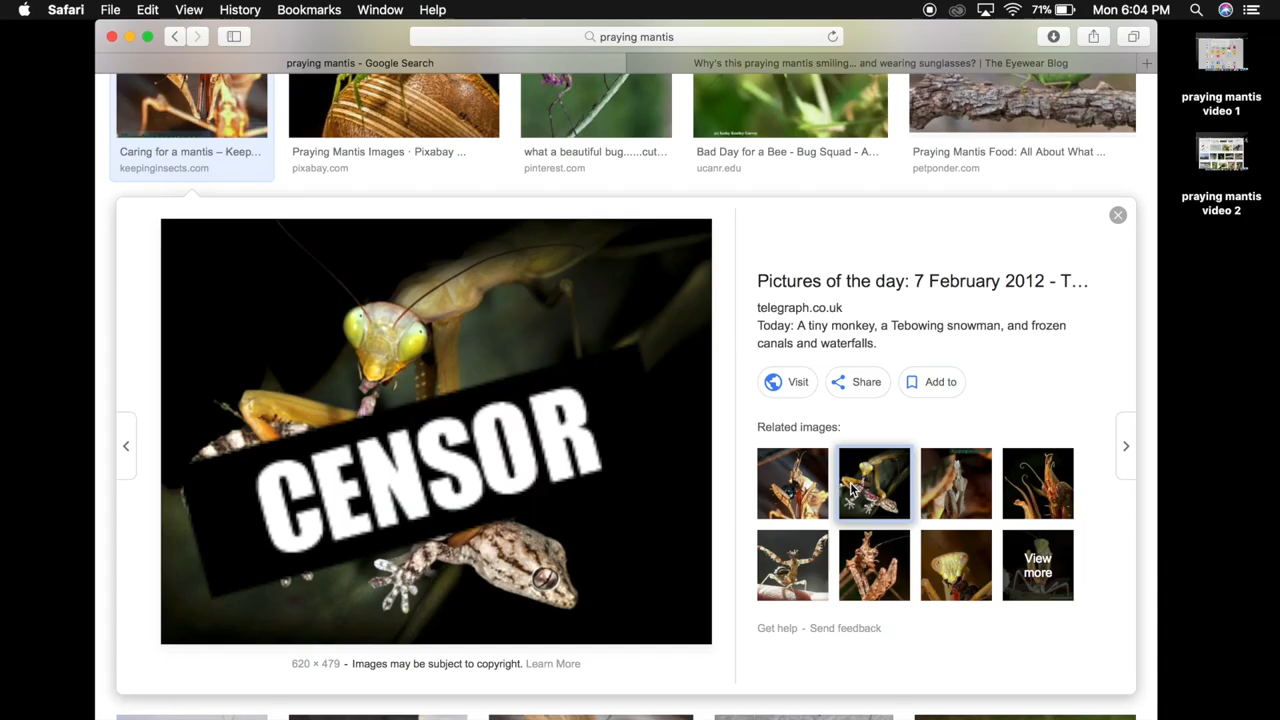 Safari File Edit View History Bookmarks Window Help 71% Mon 6:04 PM
praying mantis
praying mantis - Google Search
Why's this praying mantis smiling... and wearing sunglasses? | The Eyewear Blog
praying mantis
video 1
praying mantis
video 2
Caring for a mantis – Keep...
keepinginsects.com
Praying Mantis Images · Pixabay ...
pixabay.com
what a beautiful bug......cut...
pinterest.com
Bad Day for a Bee - Bug Squad - A...
ucanr.edu
Praying Mantis Food: All About What ...
petponder.com
CENSOR
620 × 479 - Images may be subject to copyright. Learn More
Pictures of the day: 7 February 2012 - T...
telegraph.co.uk
Today: A tiny monkey, a Tebowing snowman, and frozen
canals and waterfalls.
Visit Share Add to
Related images:
View
more
Get help - Send feedback